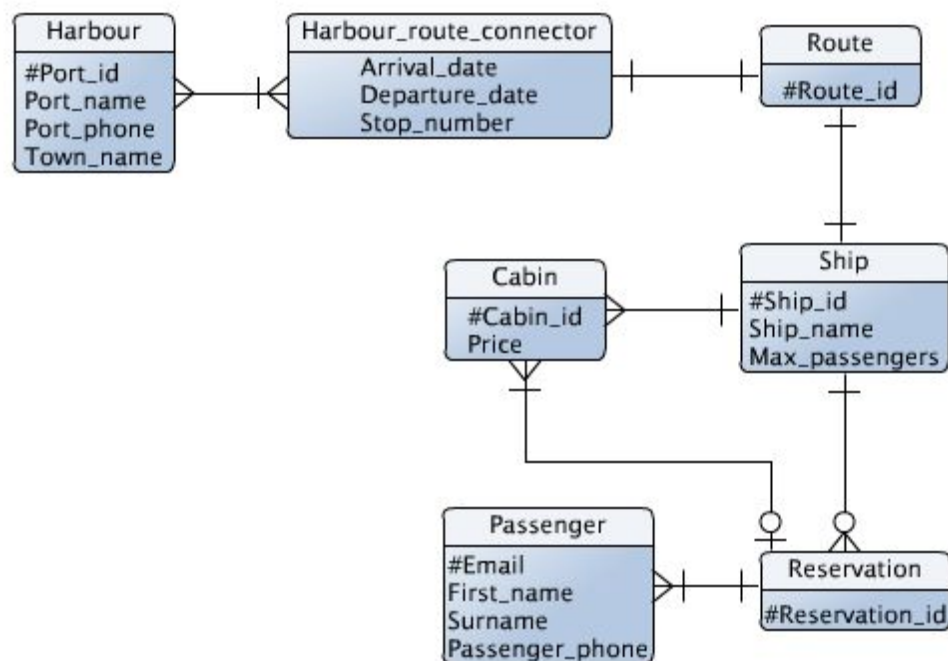 Harbour
#Port_id
Port_name
Port_phone
Town_name
Harbour_route_connector
Arrival_date
Departure_date
Stop_number
Route
#Route_id
Cabin
#Cabin_id
Price
Ship
#Ship_id
Ship_name
Max_passengers
Passenger
#Email
First_name
Surname
Passenger_phone
Reservation
#Reservation_id